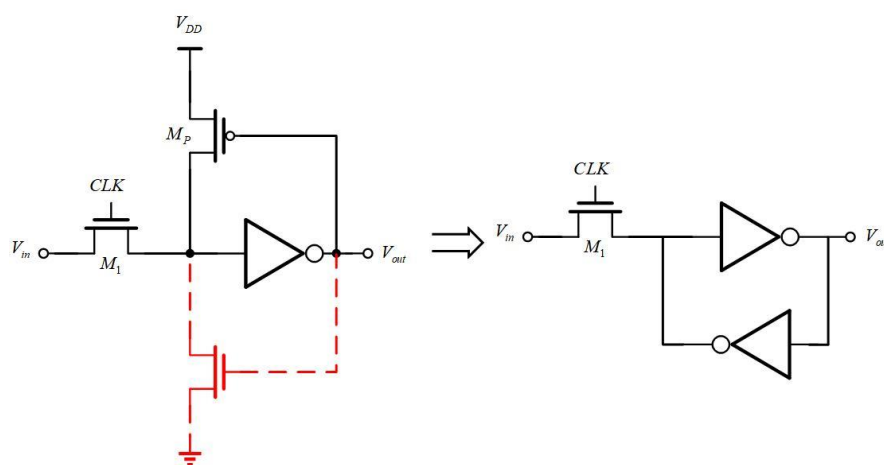 V_DD
M_P
CLK
V_in
M_1
V_out
CLK
V_in
M_1
V_ou